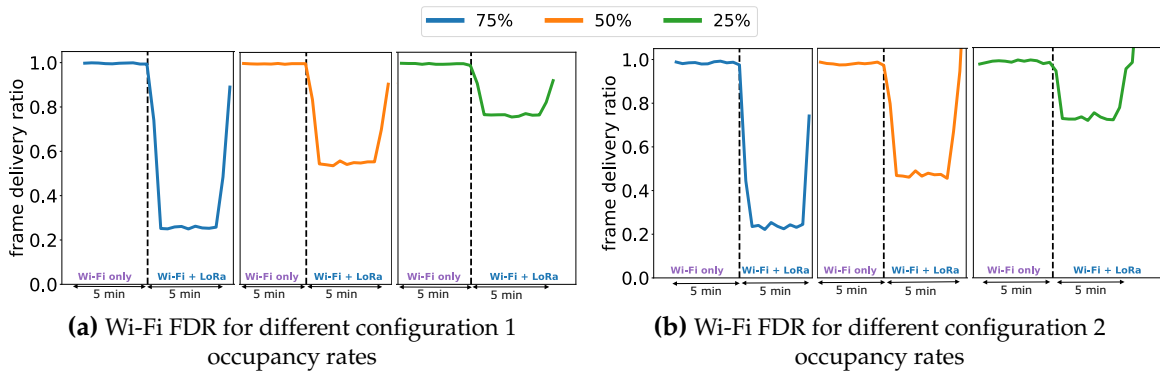 75% 50% 25%
frame delivery ratio
1.0
0.8
0.6
0.4
0.2
0.0
Wi-Fi only Wi-Fi + LoRa Wi-Fi only Wi-Fi + LoRa Wi-Fi only Wi-Fi + LoRa
5 min 5 min 5 min 5 min 5 min 5 min
(a) Wi-Fi FDR for different configuration 1
occupancy rates
frame delivery ratio
1.0
0.8
0.6
0.4
0.2
0.0
Wi-Fi only Wi-Fi + LoRa Wi-Fi only Wi-Fi + LoRa Wi-Fi only Wi-Fi + LoRa
5 min 5 min 5 min 5 min 5 min 5 min
(b) Wi-Fi FDR for different configuration 2
occupancy rates